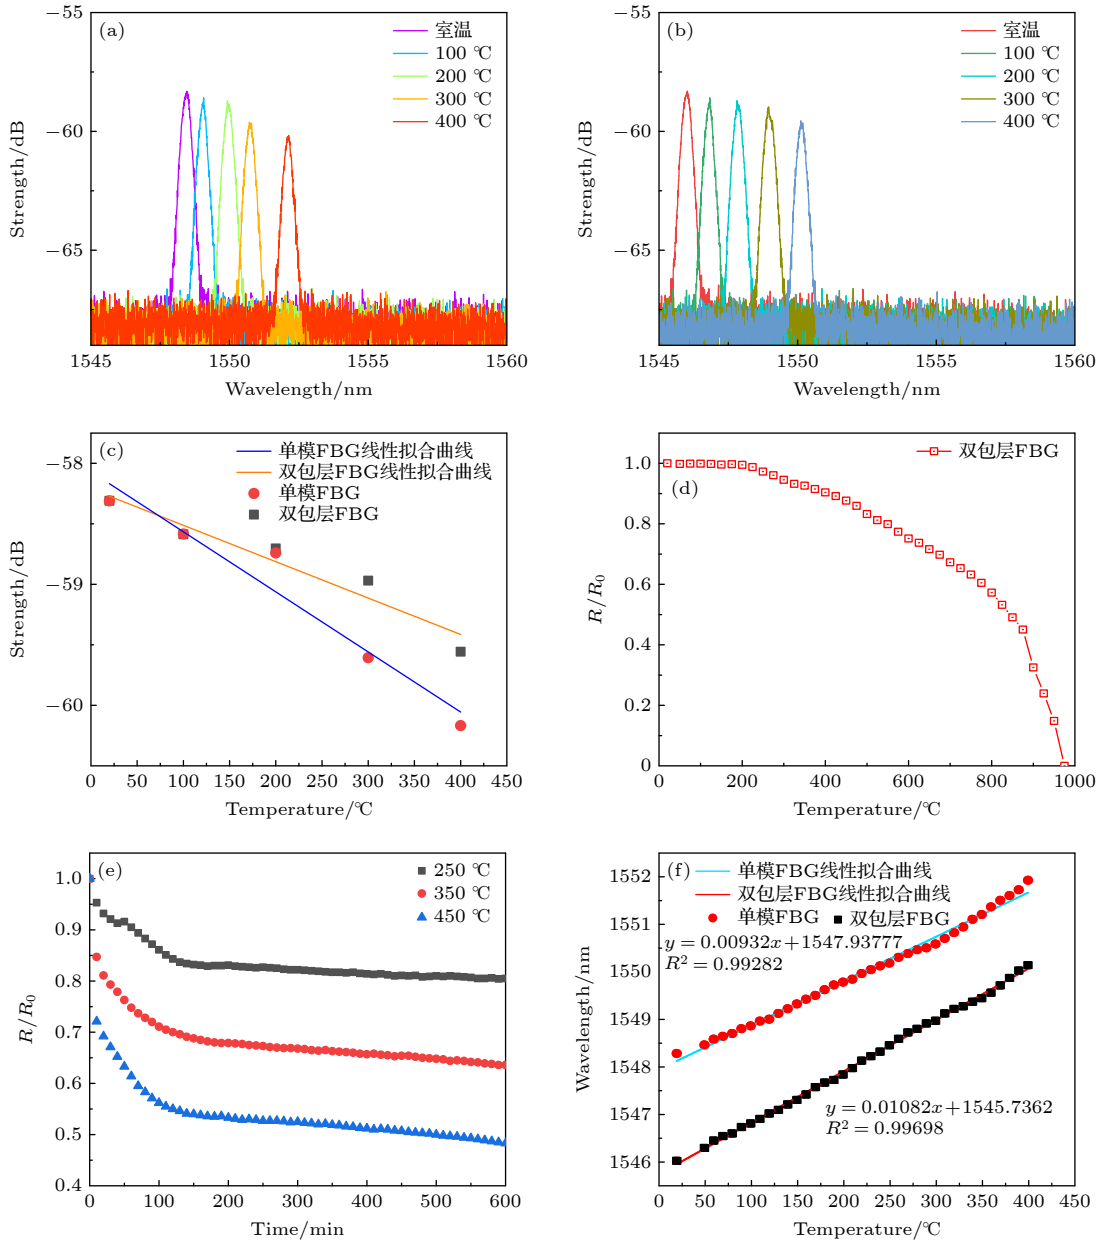 (a)
室温
100 ℃
200 ℃
300 ℃
400 ℃
−55
−60
−65
Strength/dB
1545
1550
1555
1560
Wavelength/nm
(b)
室温
100 ℃
200 ℃
300 ℃
400 ℃
−55
−60
−65
Strength/dB
1545
1550
1555
1560
Wavelength/nm
(c)
单模FBG线性拟合曲线
双包层FBG线性拟合曲线
单模FBG
双包层FBG
−58
−59
−60
Strength/dB
0
50
100
150
200
250
300
350
400
450
Temperature/℃
(d)
双包层FBG
1.0
0.8
0.6
0.4
0.2
0
R/R0
0
200
400
600
800
1000
Temperature/℃
(e)
250 ℃
350 ℃
450 ℃
1.0
0.9
0.8
0.7
0.6
0.5
0.4
R/R0
0
100
200
300
400
500
600
Time/min
(f)
单模FBG线性拟合曲线
双包层FBG线性拟合曲线
单模FBG
双包层FBG
y = 0.00932x+1547.93777
R² = 0.99282
y = 0.01082x+1545.7362
R² = 0.99698
1552
1551
1550
1549
1548
1547
1546
Wavelength/nm
0
50
100
150
200
250
300
350
400
450
Temperature/℃